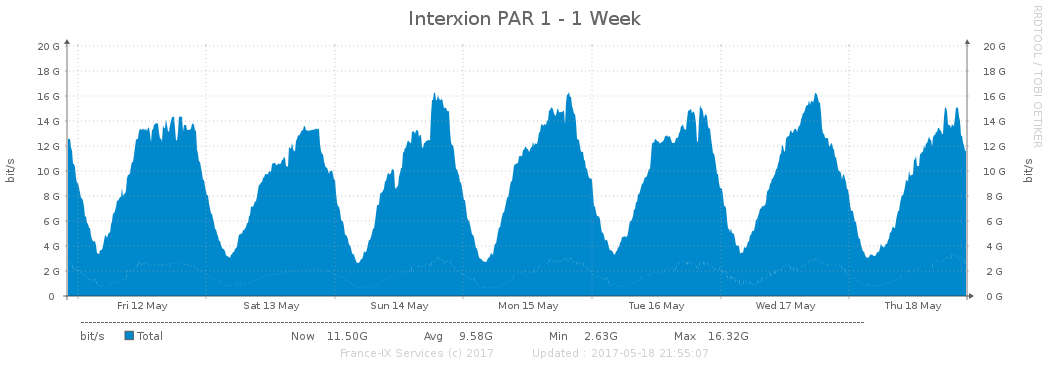 Interxion PAR 1 - 1 Week
RRDTOOL / TOBI OETIKER
bit/s
bit/s
20 G 20 G
18 G 18 G
16 G 16 G
14 G 14 G
12 G 12 G
10 G 10 G
8 G 8 G
6 G 6 G
4 G 4 G
2 G 2 G
0 0 G
Fri 12 May Sat 13 May Sun 14 May Mon 15 May Tue 16 May Wed 17 May Thu 18 May
bit/s Total Now 11.50G Avg 9.58G Min 2.63G Max 16.32G
France-IX Services (c) 2017 Updated : 2017-05-18 21:55:07